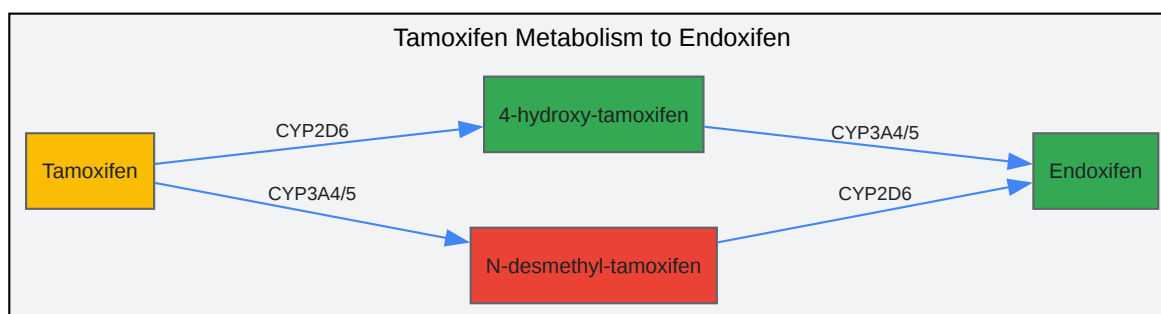 Tamoxifen Metabolism to Endoxifen
4-hydroxy-tamoxifen
CYP2D6
CYP3A4/5
Tamoxifen
Endoxifen
CYP3A4/5
CYP2D6
N-desmethyl-tamoxifen